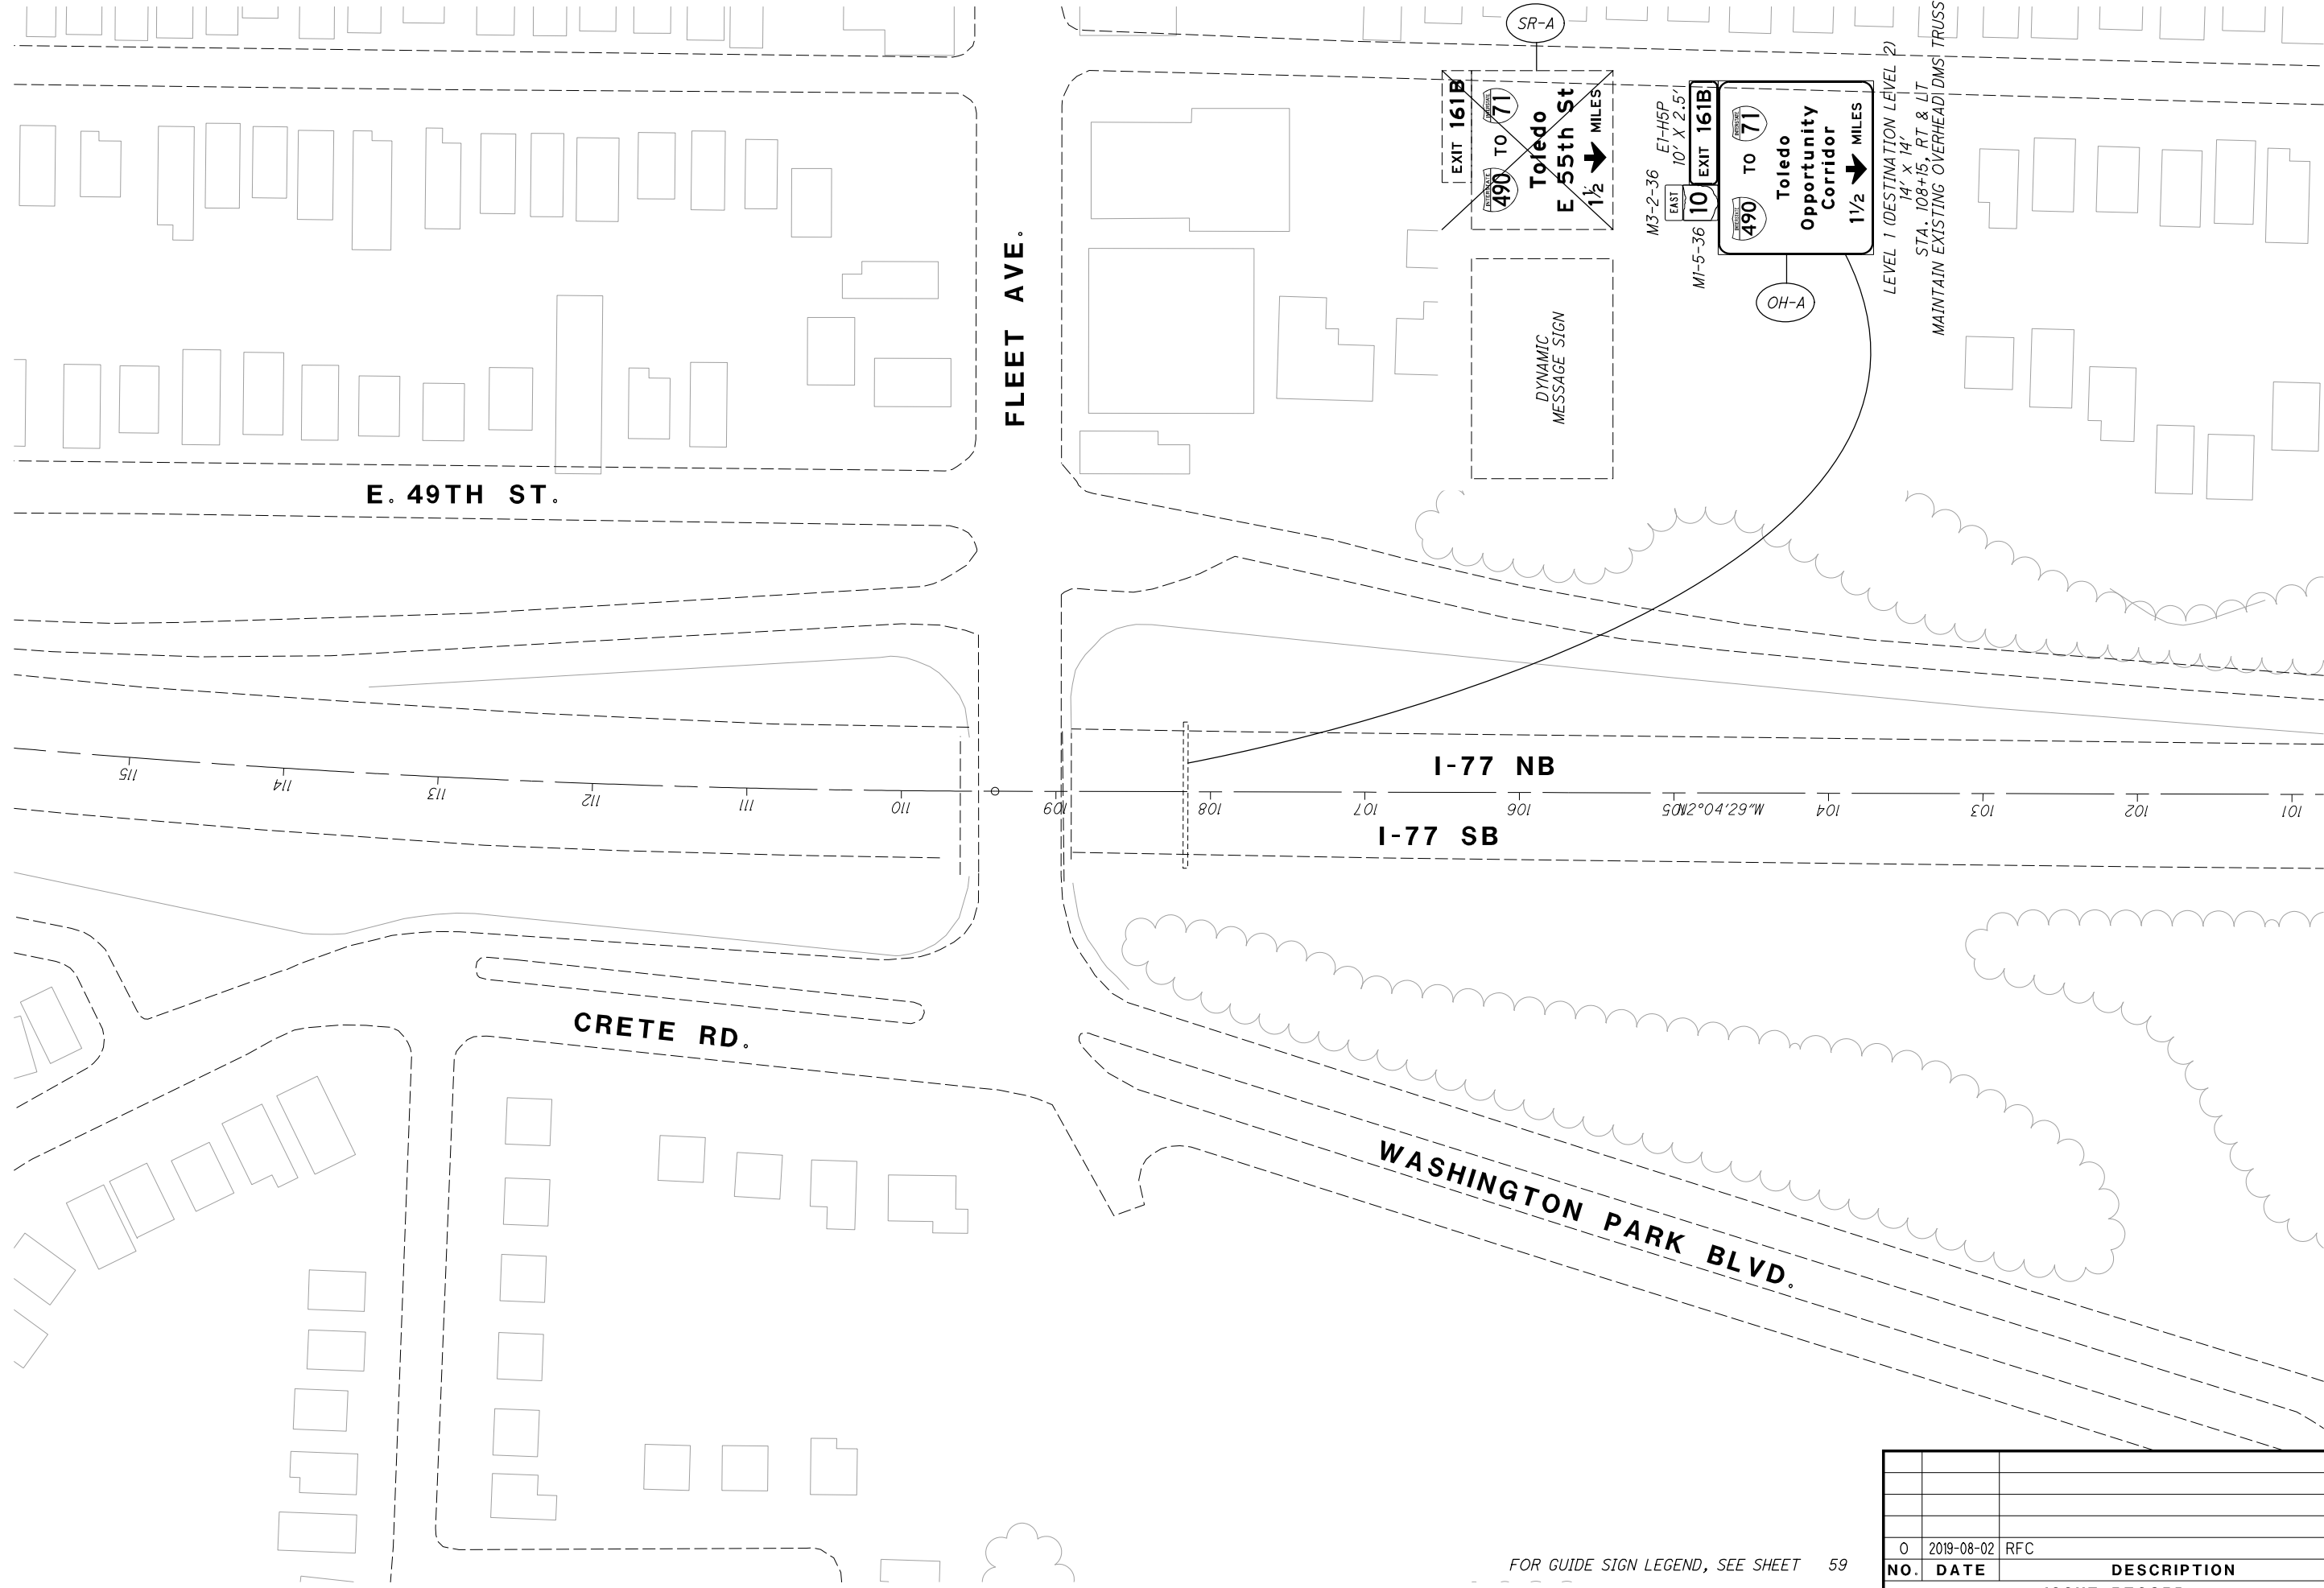 SR-A
EXIT 161B
INTERSTATE 490 TO INTERSTATE 71
Toledo
E 55th St
1½ MILES
M3-2-36
E1-H5P
10' X 2.5'
EAST
10
EXIT 161B
M1-5-36
INTERSTATE 490 TO INTERSTATE 71
Toledo
Opportunity
Corridor
1½ MILES
LEVEL 1 (DESTINATION LEVEL 2)
14' X 14'
STA. 108+15, RT & LT
MAINTAIN EXISTING OVERHEAD DMS TRUSS
OH-A
DYNAMIC
MESSAGE SIGN
FLEET AVE.
E. 49TH ST.
I-77 NB
115
114
113
112
111
110
109
108
107
106
105
N2°04'29"W
104
103
102
101
I-77 SB
CRETE RD.
WASHINGTON PARK BLVD.
FOR GUIDE SIGN LEGEND, SEE SHEET 59
0 2019-08-02 RFC
NO. DATE DESCRIPTION